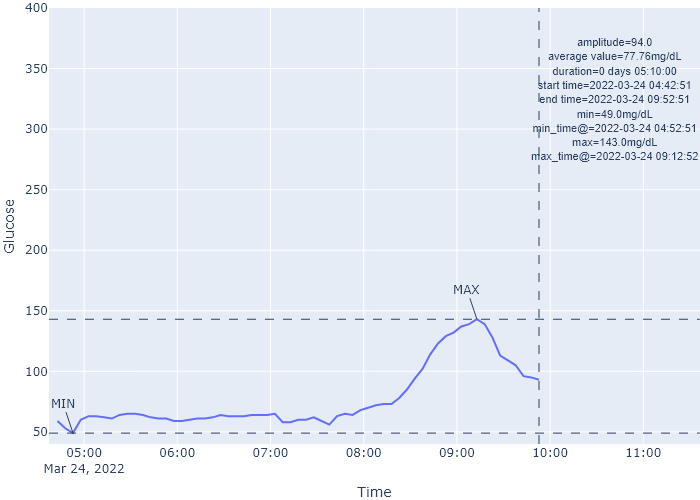 400
350
300
250
200
150
100
50
Glucose
amplitude=94.0
average value=77.76mg/dL
duration=0 days 05:10:00
start time=2022-03-24 04:42:51
end time=2022-03-24 09:52:51
min=49.0mg/dL
min_time@=2022-03-24 04:52:51
max=143.0mg/dL
max_time@=2022-03-24 09:12:52
MAX
MIN
05:00 06:00 07:00 08:00 09:00 10:00 11:00
Mar 24, 2022
Time